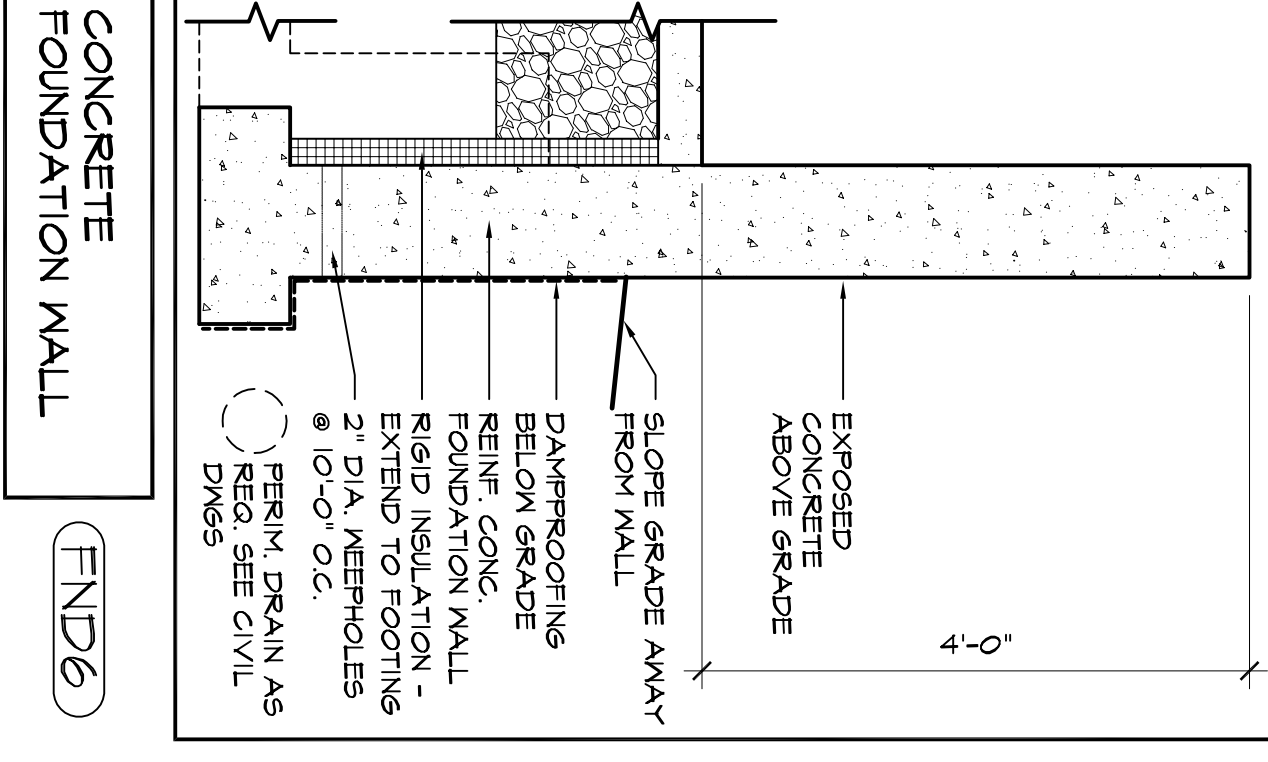 EXPOSED
CONCRETE
ABOVE GRADE
4'-0"
SLOPE GRADE AWAY
FROM WALL
DAMPPROOFING
BELOW GRADE
REINF. CONC.
FOUNDATION WALL
RIGID INSULATION -
EXTEND TO FOOTING
2" DIA. WEEPHOLES
@ 10'-0" O.C.
PERIM. DRAIN AS
REQ. SEE CIVIL
DWGS
CONCRETE
FOUNDATION WALL
FND6